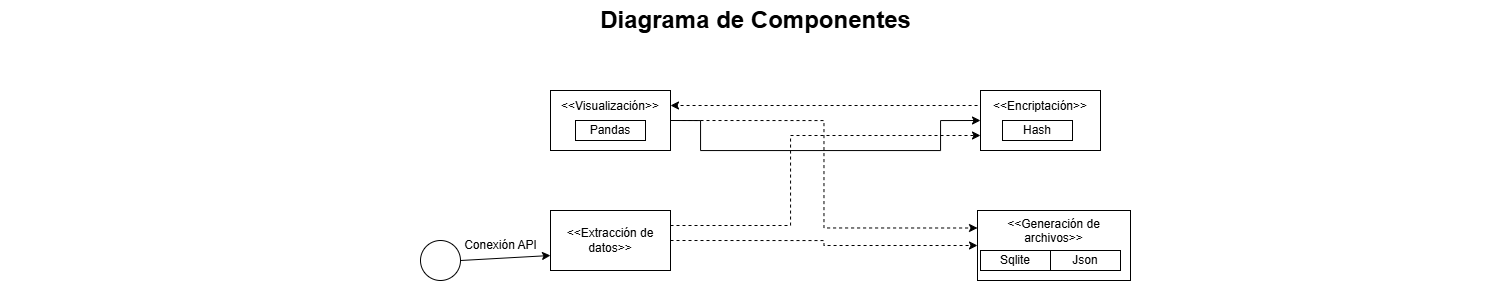 Diagrama de Componentes
<<Visualización>>
Pandas
<<Encriptación>>
Hash
Conexión API
<<Extracción de
datos>>
<<Generación de
archivos>>
Sqlite
Json